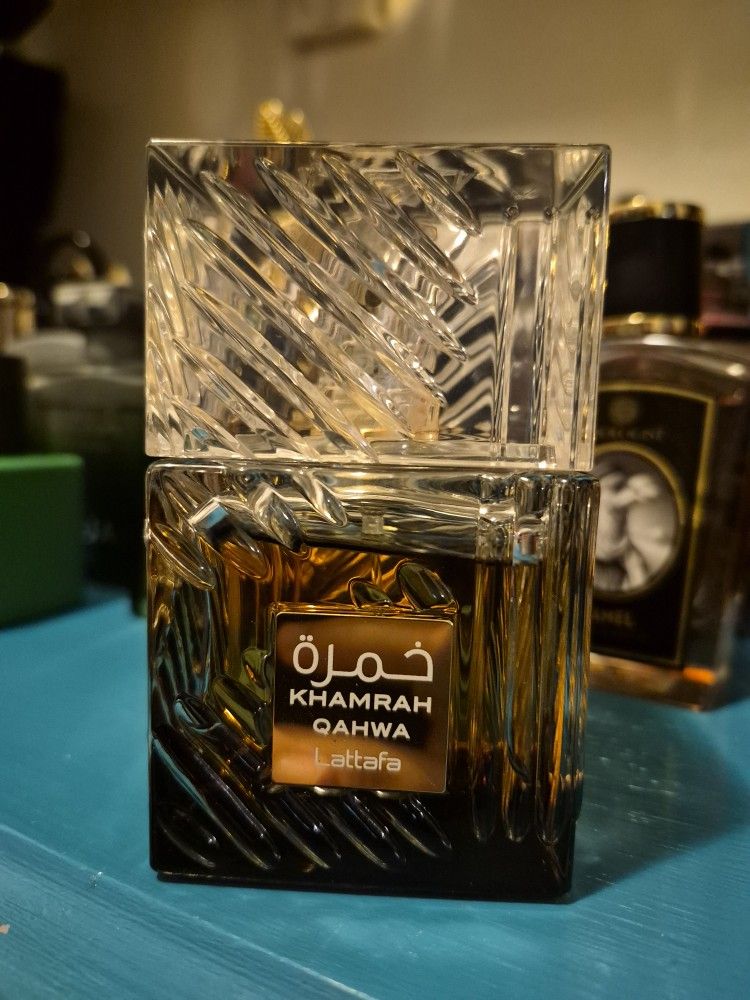 خمرة
KHAMRAH
QAHWA
Lattafa